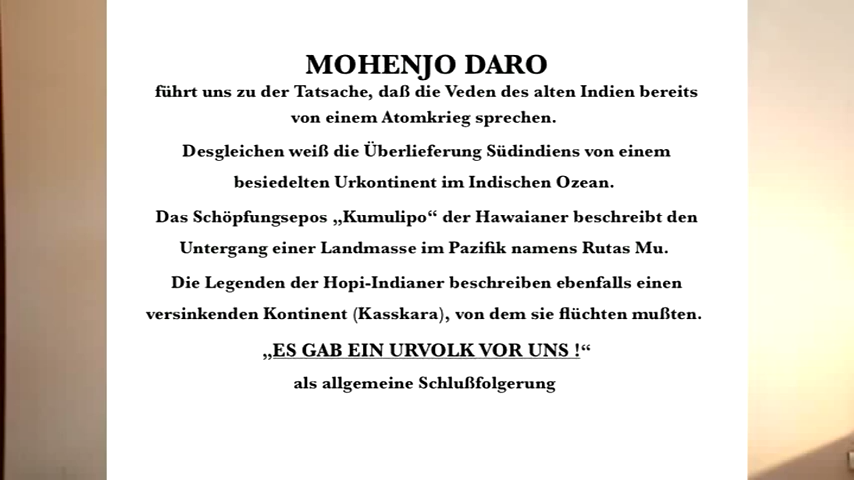 MOHENJO DARO
führt uns zu der Tatsache, daß die Veden des alten Indien bereits
von einem Atomkrieg sprechen.
Desgleichen weiß die Überlieferung Südindiens von einem
besiedelten Urkontinent im Indischen Ozean.
Das Schöpfungsepos „Kumulipo“ der Hawaianer beschreibt den
Untergang einer Landmasse im Pazifik namens Rutas Mu.
Die Legenden der Hopi-Indianer beschreiben ebenfalls einen
versinkenden Kontinent (Kasskara), von dem sie flüchten mußten.
„ES GAB EIN URVOLK VOR UNS !“
als allgemeine Schlußfolgerung